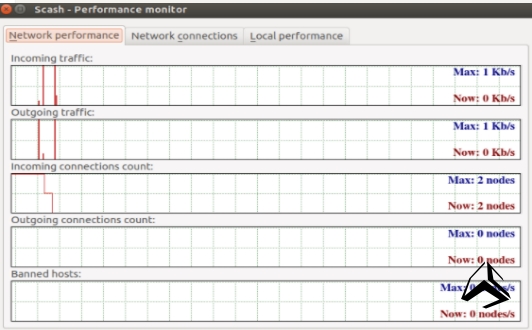 Scash - Performance monitor
Network performance Network connections Local performance
Incoming traffic:
Max: 1 Kb/s
Now: 0 Kb/s
Outgoing traffic:
Max: 1 Kb/s
Now: 0 Kb/s
Incoming connections count:
Max: 2 nodes
Now: 2 nodes
Outgoing connections count:
Max: 0 nodes
Now: 0 nodes
Banned hosts:
Max: 
Now: 0 nodes/s